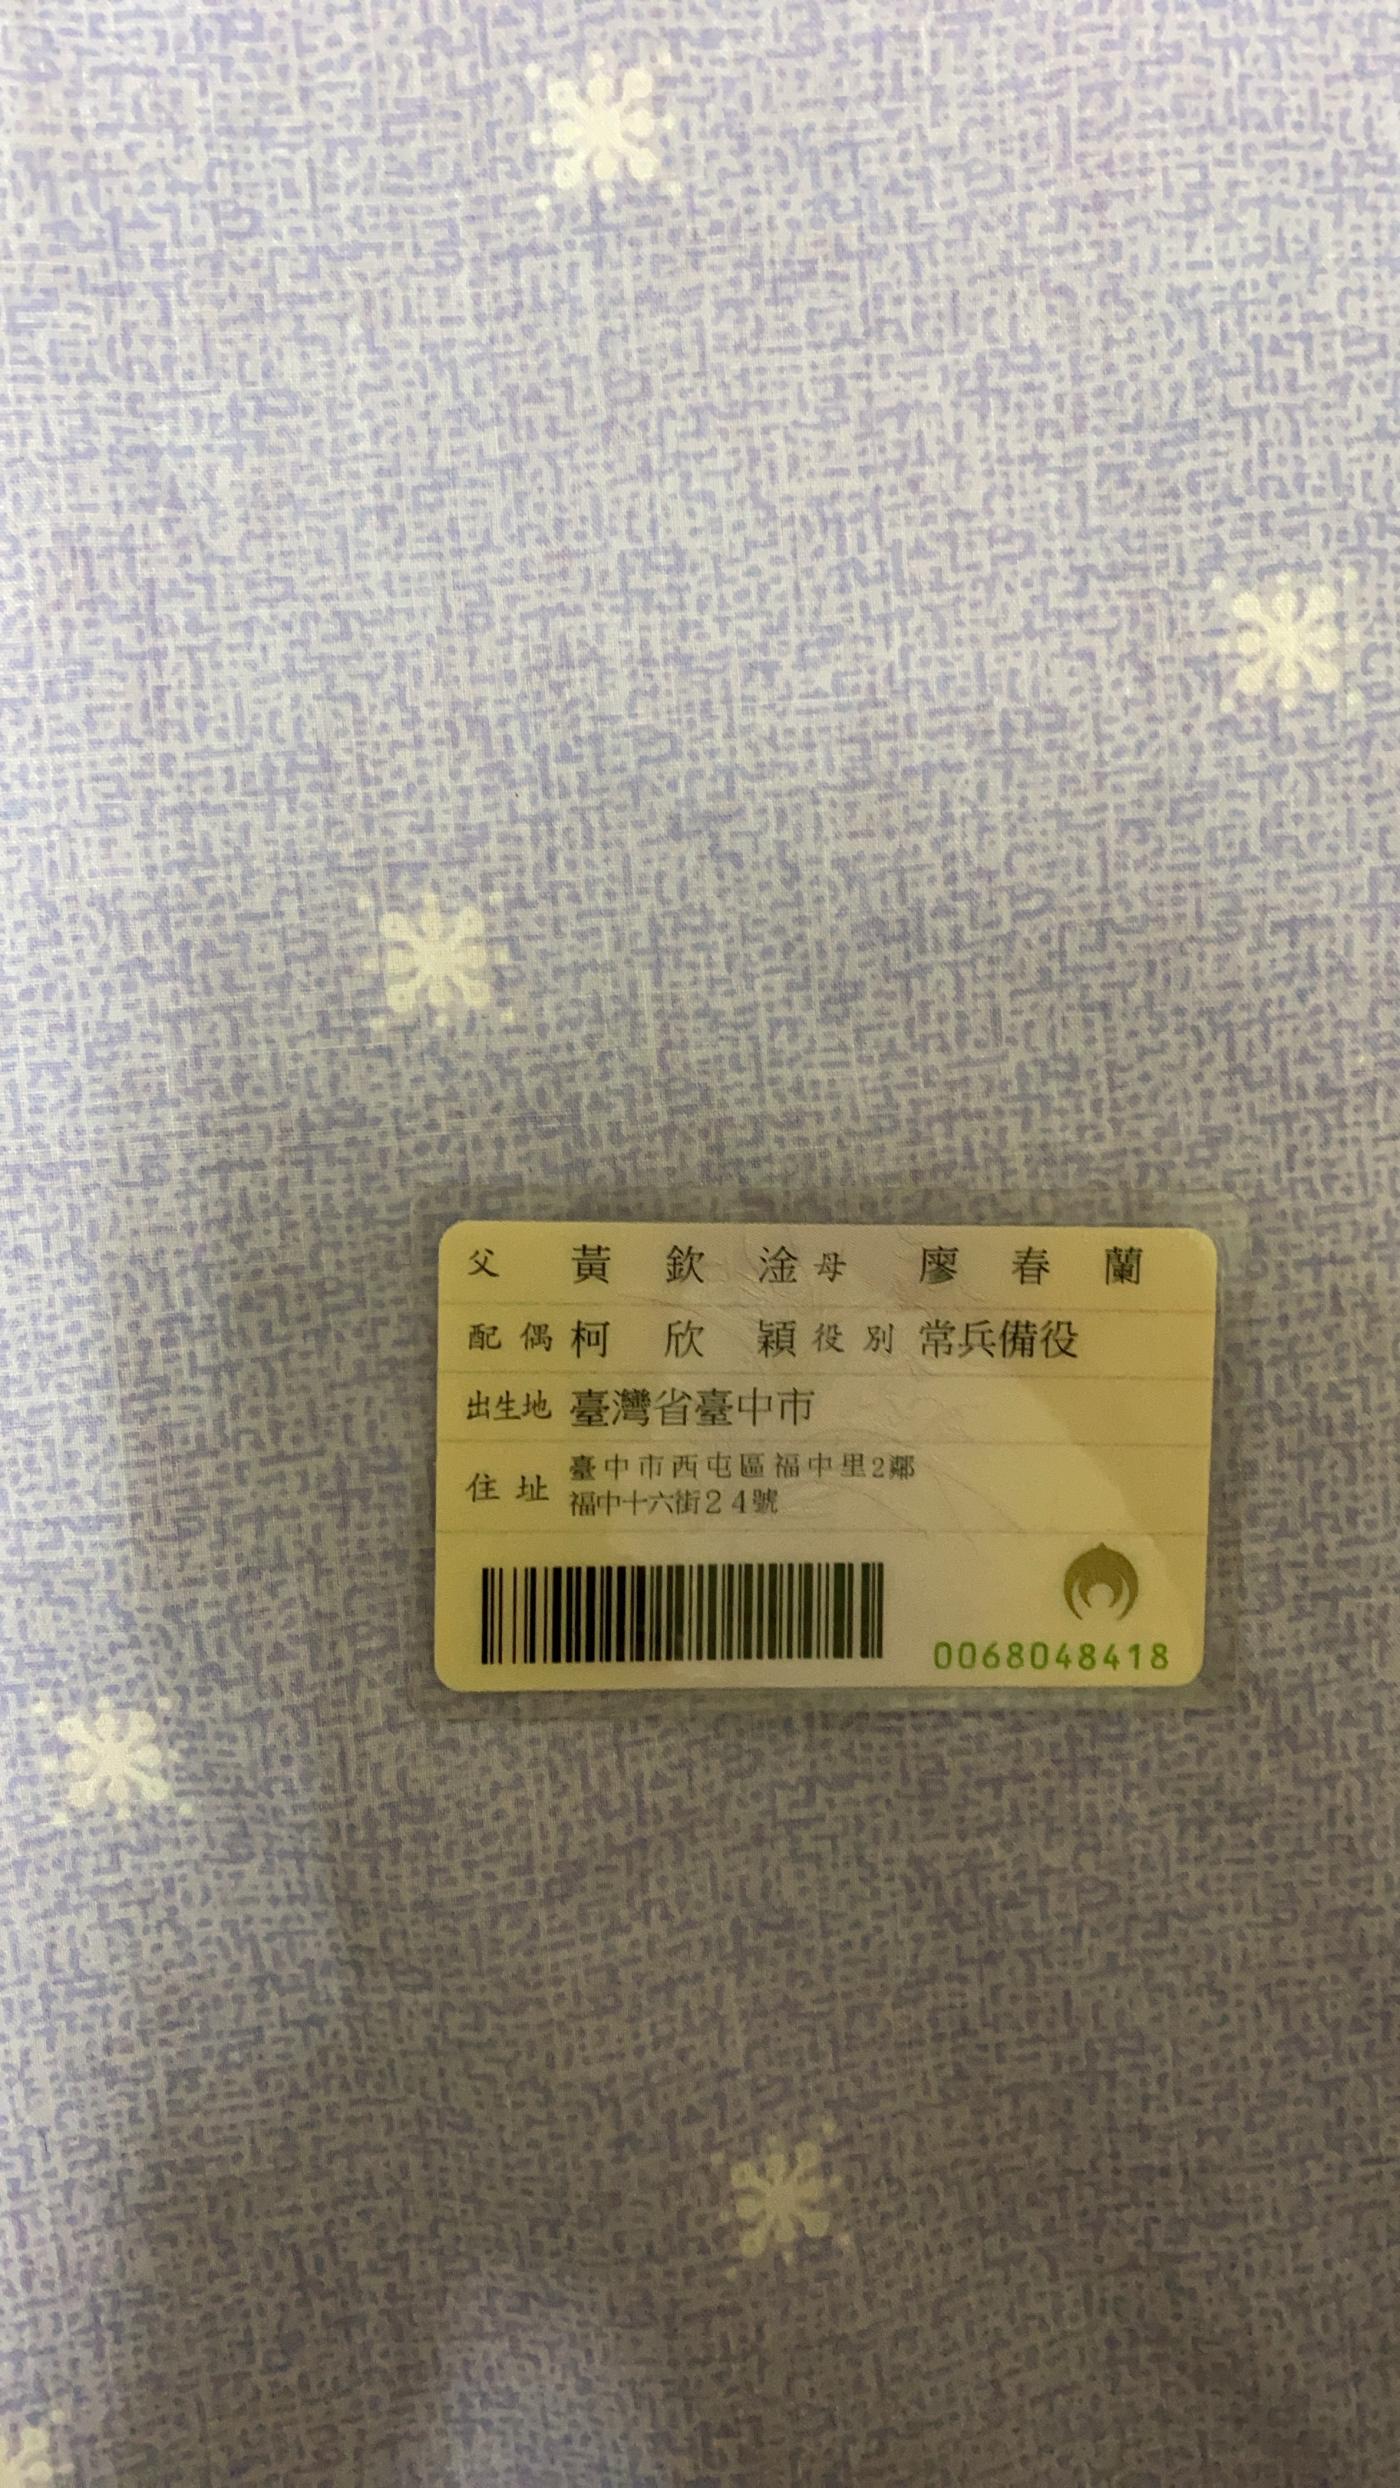 父 黃欽淦 母 廖春蘭
配偶 柯欣穎 役別 常兵備役
出生地 臺灣省臺中市
住址 臺中市西屯區福中里2鄰
福中十六街24號
0068048418